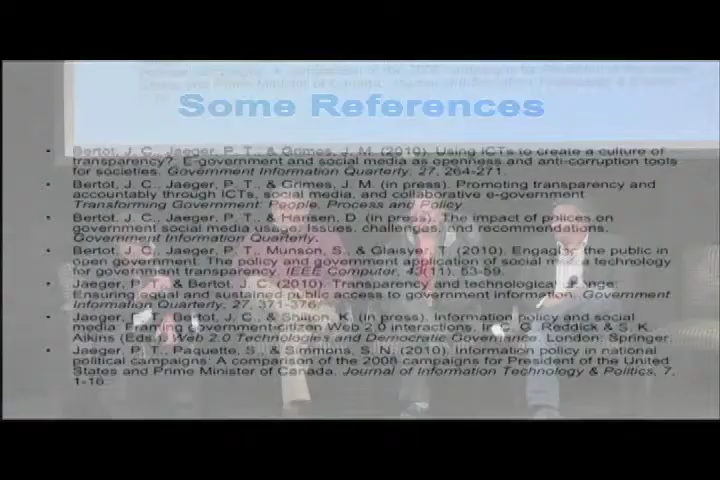 Some References
• Bertot, J. C., Jaeger, P. T., & Grimes, J. M. (2010). Using ICTs to create a culture of
transparency?: E-government and social media as openness and anti-corruption tools
for societies. Government Information Quarterly, 27, 264-271.
• Bertot, J. C., Jaeger, P. T., & Grimes, J. M. (in press). Promoting transparency and
accountably through ICTs, social media, and collaborative e-government.
Transforming Government: People, Process and Policy.
• Bertot, J. C., Jaeger, P. T., & Hansen, D. (in press). The impact of polices on
government social media usage: Issues, challenges, and recommendations.
Government Information Quarterly.
• Bertot, J. C., Jaeger, P. T., Munson, S., & Glaisyer, T. (2010). Engaging the public in
open government: The policy and government application of social media technology
for government transparency. IEEE Computer, 43(11), 53-59.
• Jaeger, P. T., & Bertot, J. C. (2010). Transparency and technological change:
Ensuring equal and sustained public access to government information. Government
Information Quarterly, 27, 371-376.
• Jaeger, P. T., Bertot, J. C., & Shilton, K. (in press). Information policy and social
media: Framing government-citizen Web 2.0 interactions. In C. G. Reddick & S. K.
Aikins (Eds.), Web 2.0 Technologies and Democratic Governance. London: Springer.
• Jaeger, P. T., Paquette, S., & Simmons, S. N. (2010). Information policy in national
political campaigns: A comparison of the 2008 campaigns for President of the United
States and Prime Minister of Canada. Journal of Information Technology & Politics, 7,
1-16.